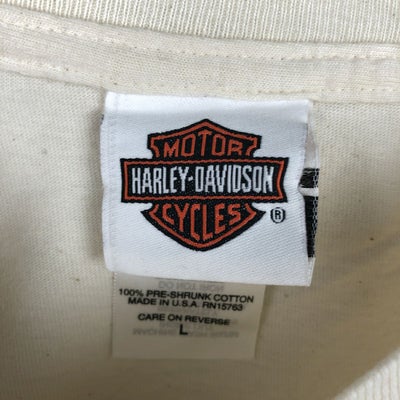 MOTOR
HARLEY-DAVIDSON
CYCLES
®
100% PRE-SHRUNK COTTON
MADE IN U.S.A. RN15763
CARE ON REVERSE
L